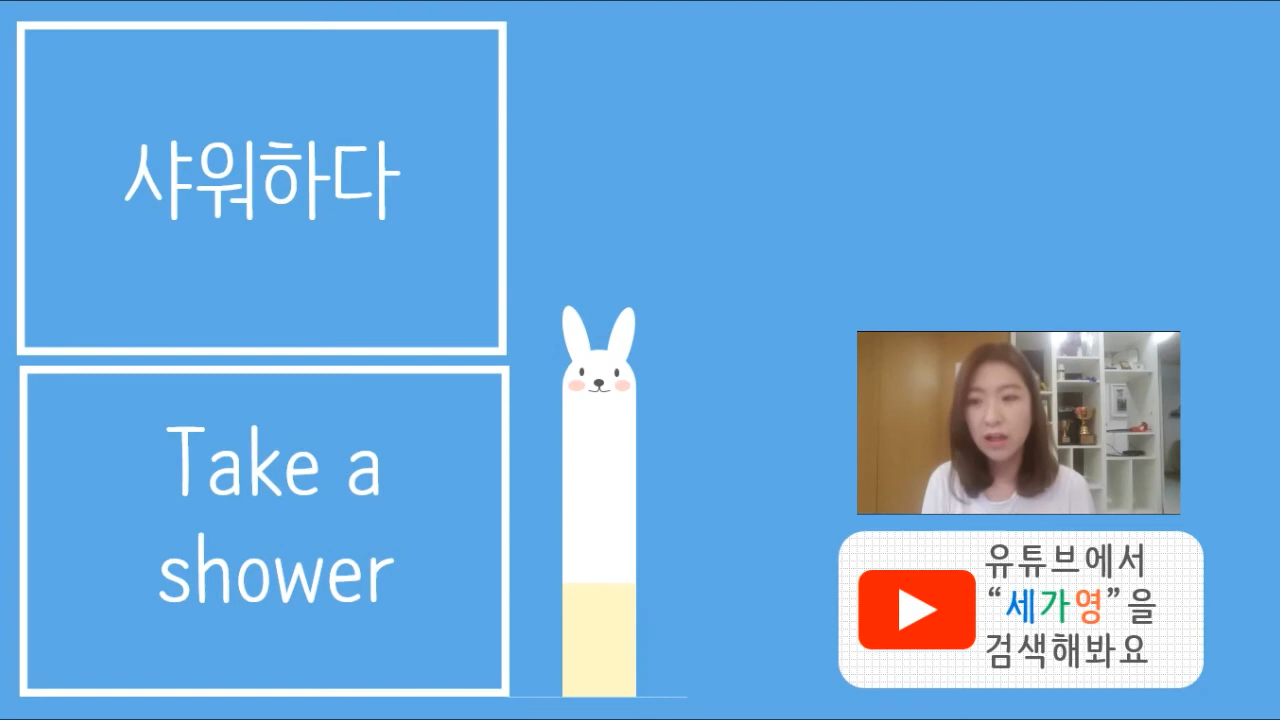 샤워하다
Take a
shower
유튜브에서
“세가영”을
검색해봐요